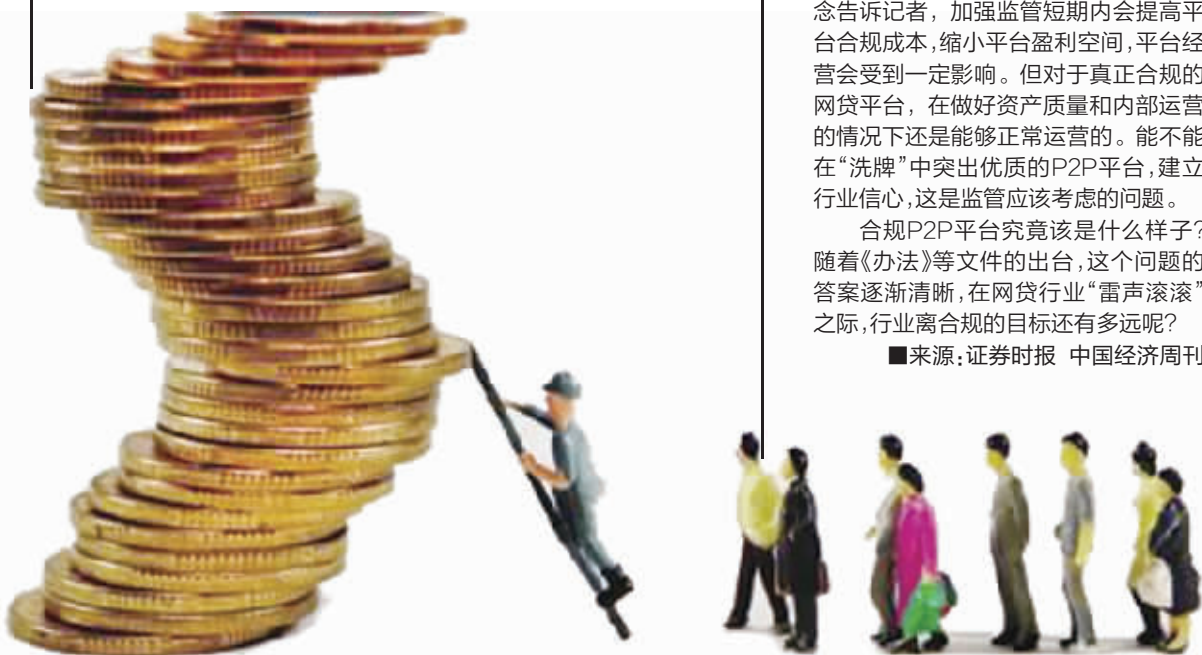 念告诉记者，加强监管短期内会提高平
台合规成本，缩小平台盈利空间，平台经
营会受到一定影响。但对于真正合规的
网贷平台，在做好资产质量和内部运营
的情况下还是能够正常运营的。能不能
在“洗牌”中突出优质的P2P平台，建立
行业信心，这是监管应该考虑的问题。
合规P2P平台究竟该是什么样子？
随着《办法》等文件的出台，这个问题的
答案逐渐清晰，在网贷行业“雷声滚滚”
之际，行业离合规的目标还有多远呢？
■来源：证券时报 中国经济周刊